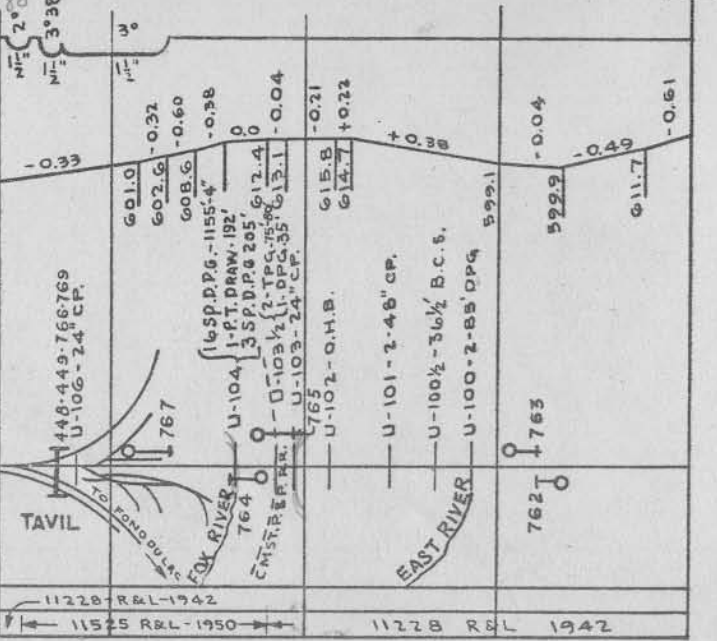 2°
3°38
3°
-0.33
-0.32
-0.60
-0.38
0.0
-0.04
-0.21
+0.22
+0.38
-0.04
-0.49
-0.61
601.0
602.6
608.6
612.4
613.1
615.8
614.7
599.1
599.9
611.7
448-449-766-769
U-106-24" CP.
767
U-104
16 SP. D.P.G.-1155'-4"
1-P.T. DRAW-192'
3 SP. D.P.G 205'
764
U-103½
2-TPG-75'-80
1-DPG-35'
U-103-24" CP.
765
U-102-O.H.B.
U-101-2-48" CP.
U-100½-36½' B.C.S.
U-100-2-85' DPG
763
762
TAVIL
TO FOND DU LAC
FOX RIVER
C.M.ST.P.&P. R.R.
EAST RIVER
11228-R&L-1942
11525 R&L-1950
11228 R&L 1942